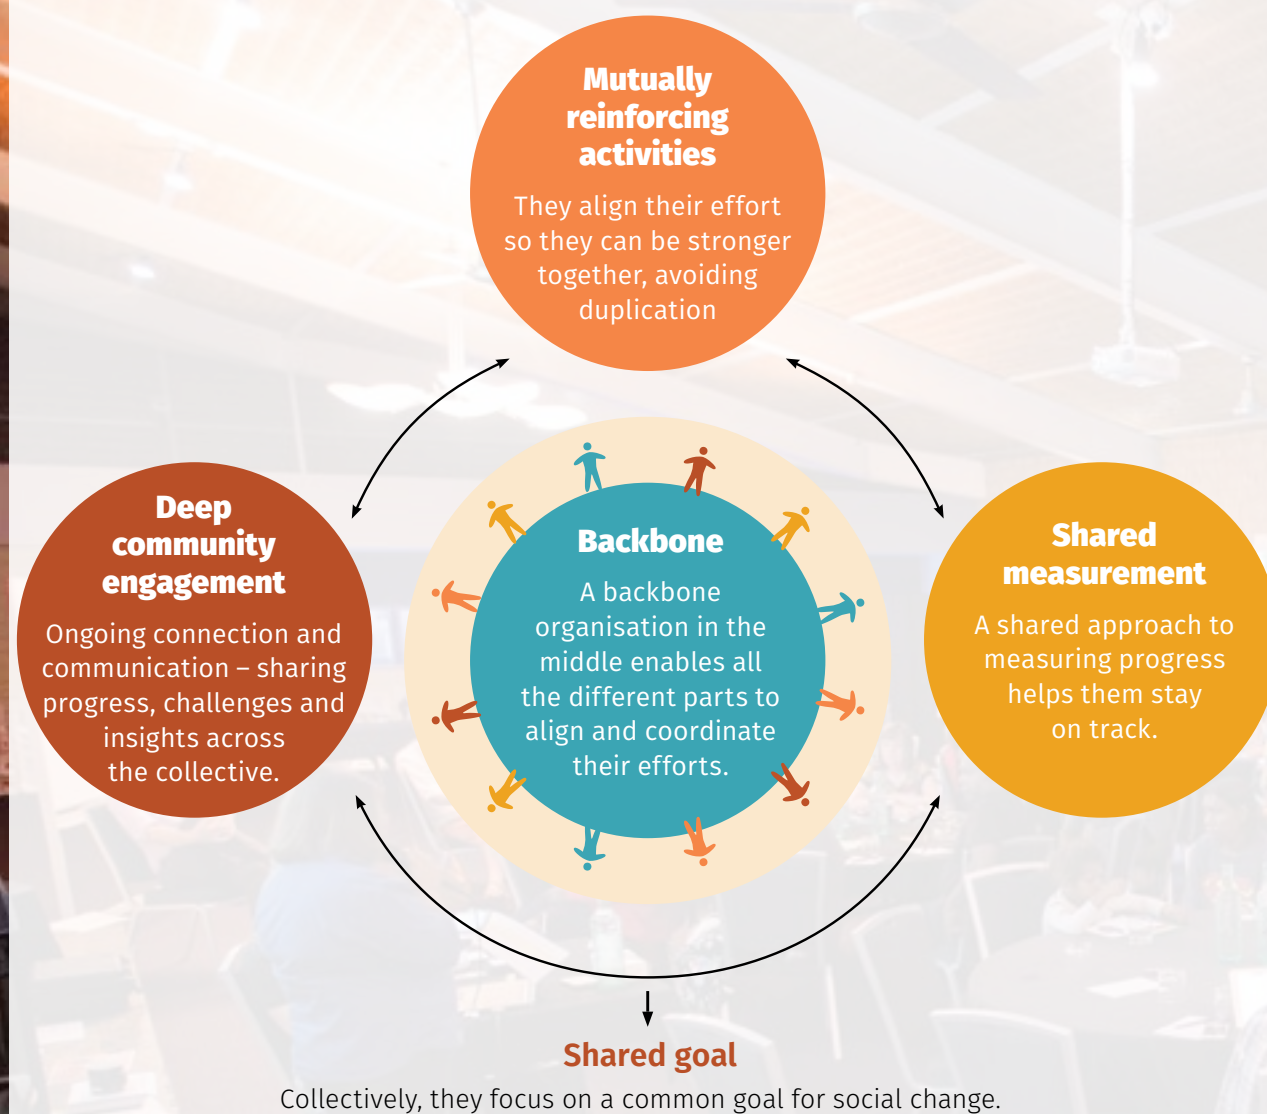 Mutually
reinforcing
activities
They align their effort
so they can be stronger
together, avoiding
duplication
Deep
community
engagement
Ongoing connection and
communication – sharing
progress, challenges and
insights across
the collective.
Backbone
A backbone
organisation in the
middle enables all
the different parts to
align and coordinate
their efforts.
Shared
measurement
A shared approach to
measuring progress
helps them stay
on track.
Shared goal
Collectively, they focus on a common goal for social change.